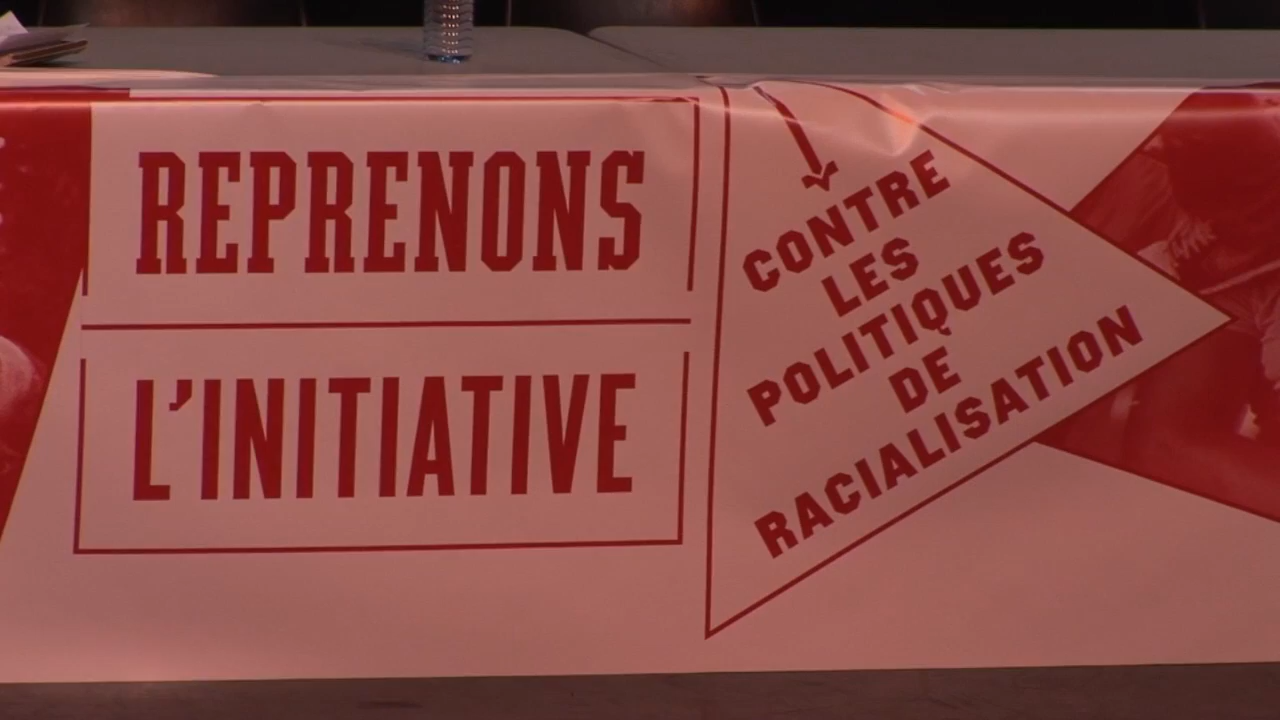 REPRENONS
L'INITIATIVE
CONTRE
LES
POLITIQUES
DE
RACIALISATION